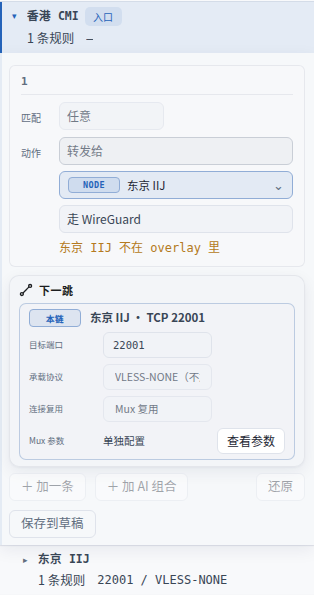 香港 CMI 入口
1 条规则 —
1
匹配 任意
动作 转发给
NODE 东京 IIJ
走 WireGuard
东京 IIJ 不在 overlay 里
下一跳
本链 东京 IIJ • TCP 22001
目标端口 22001
承载协议 VLESS-NONE（不
连接复用 Mux 复用
Mux 参数 单独配置 查看参数
＋ 加一条 ＋ 加 AI 组合 还原
保存到草稿
东京 IIJ
1 条规则 22001 / VLESS-NONE